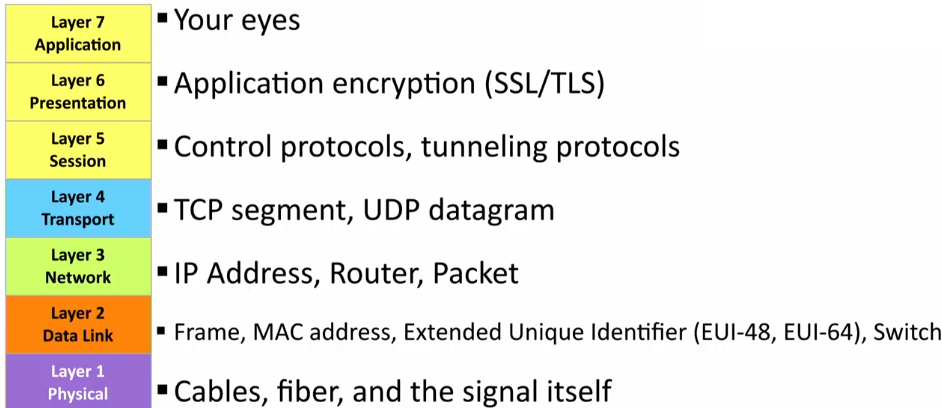 Layer 7
Application
▪ Your eyes
Layer 6
Presentation
▪ Application encryption (SSL/TLS)
Layer 5
Session
▪ Control protocols, tunneling protocols
Layer 4
Transport
▪ TCP segment, UDP datagram
Layer 3
Network
▪ IP Address, Router, Packet
Layer 2
Data Link
▪ Frame, MAC address, Extended Unique Identifier (EUI-48, EUI-64), Switch
Layer 1
Physical
▪ Cables, fiber, and the signal itself